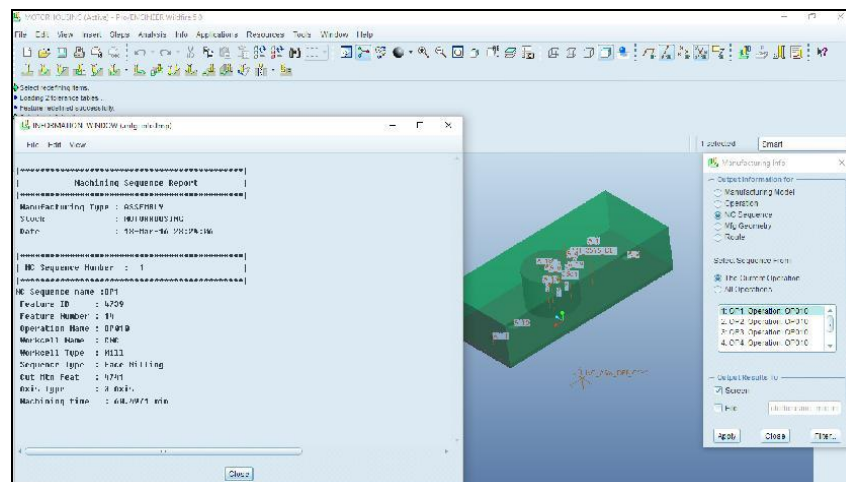 MOTORHOUSING (Active) - Pro/ENGINEER Wildfire 5.0
File Edit View Insert Steps Analysis Info Applications Resources Tools Window Help
Select redefining items.
Loading 2 tolerance tables.
Feature redefined successfully.
INFORMATION WINDOW
File Edit View
1 selected Smart
Machining Sequence Report
Manufacturing Type : ASSEMBLY
Stock : MOTORHOUSING
Date : 18-Mar-16
NC Sequence Number : 1
NC Sequence name :OP1
Feature ID : 4739
Feature Number : 14
Operation Name : OP010
Workcell Name : CNC
Workcell Type : Mill
Sequence Type : Face Milling
Cut Mtn Feat : 4741
Axis Type : 3 Axis
Machining time : min
Close
Manufacturing Info
Output Information for
Manufacturing Model
Operation
NC Sequence
Mfg Geometry
Route
Select Sequence From
The Current Operation
All Operations
1: OP1, Operation: OP010
2: OP2, Operation: OP010
3: OP3, Operation: OP010
4: OP4, Operation: OP010
Output Results To
Screen
File
Apply Close Filter...